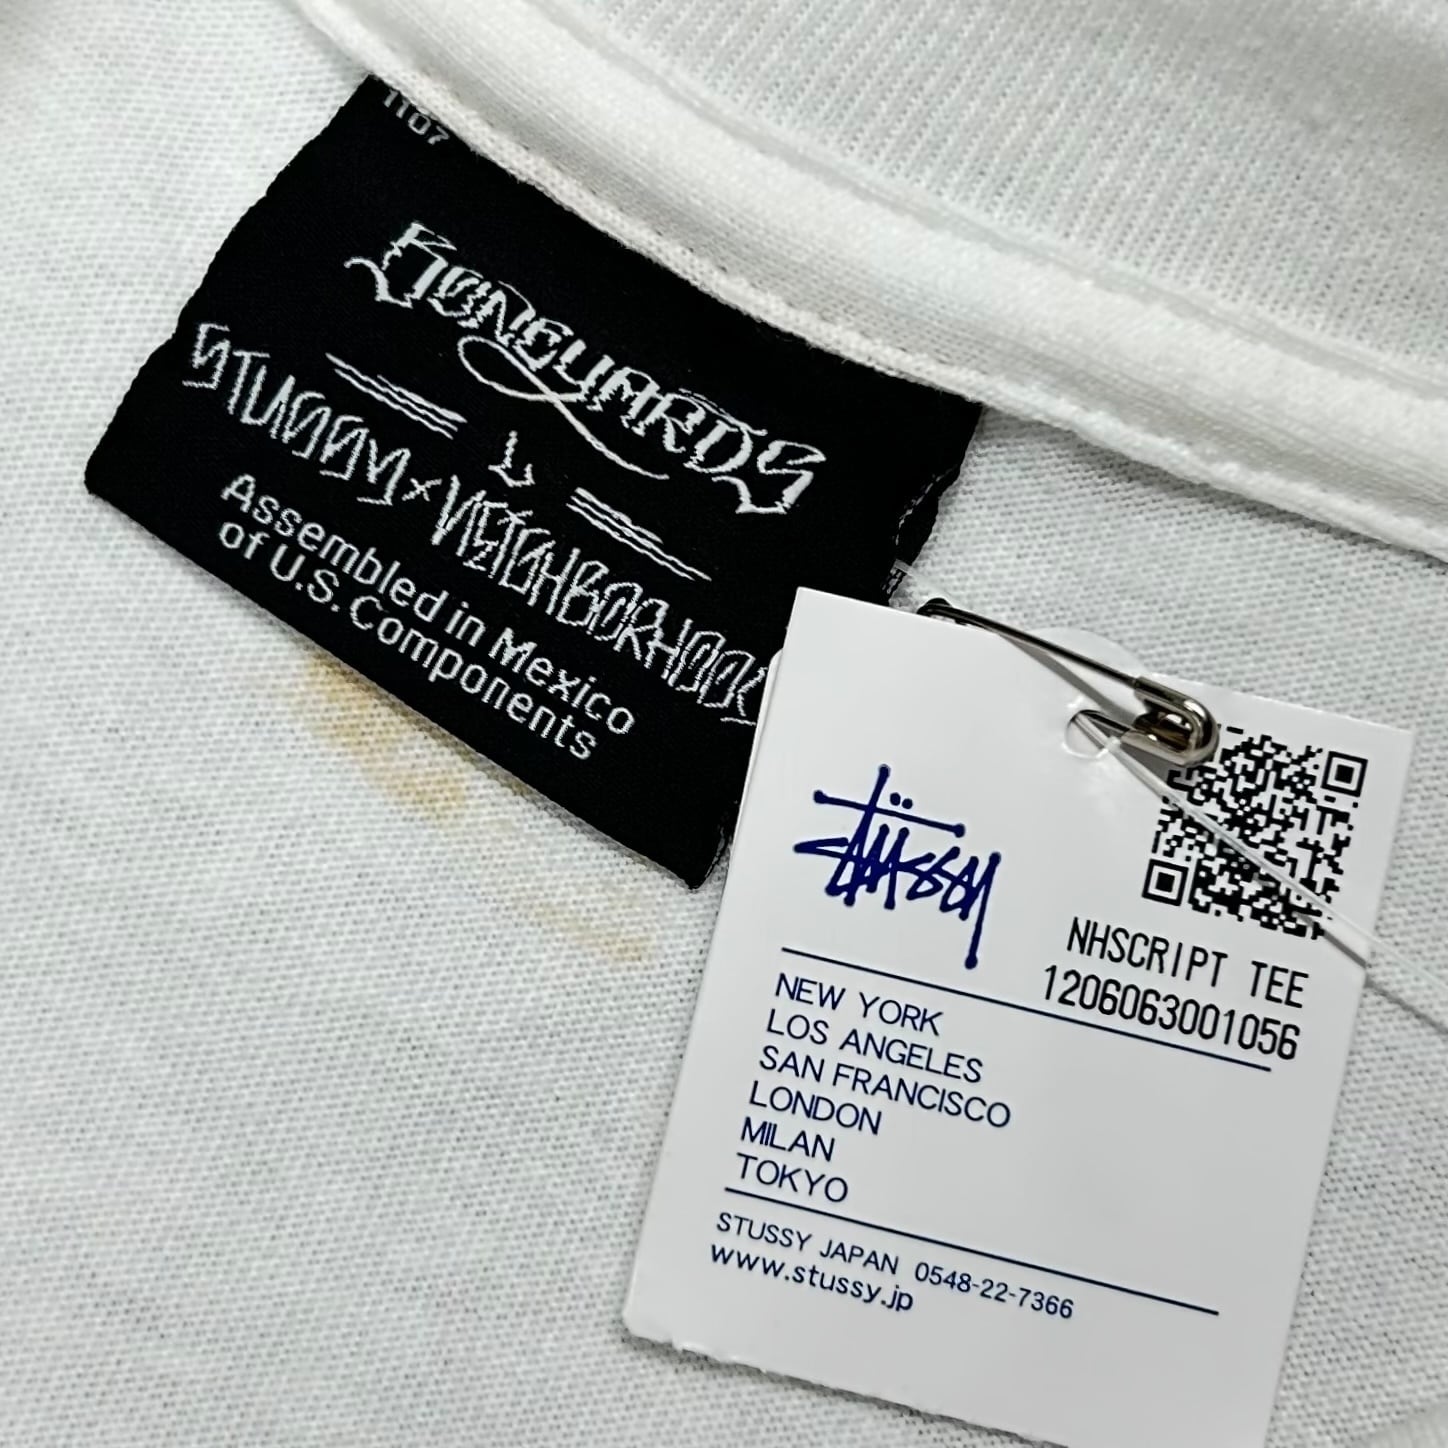 1107
BONEYARDS
L
STUSSY × NEIGHBORHOOD
Assembled in Mexico
of U.S. Components
Stüssy
NHSCRIPT TEE
1206063001056
NEW YORK
LOS ANGELES
SAN FRANCISCO
LONDON
MILAN
TOKYO
STUSSY JAPAN 0548-22-7366
www.stussy.jp